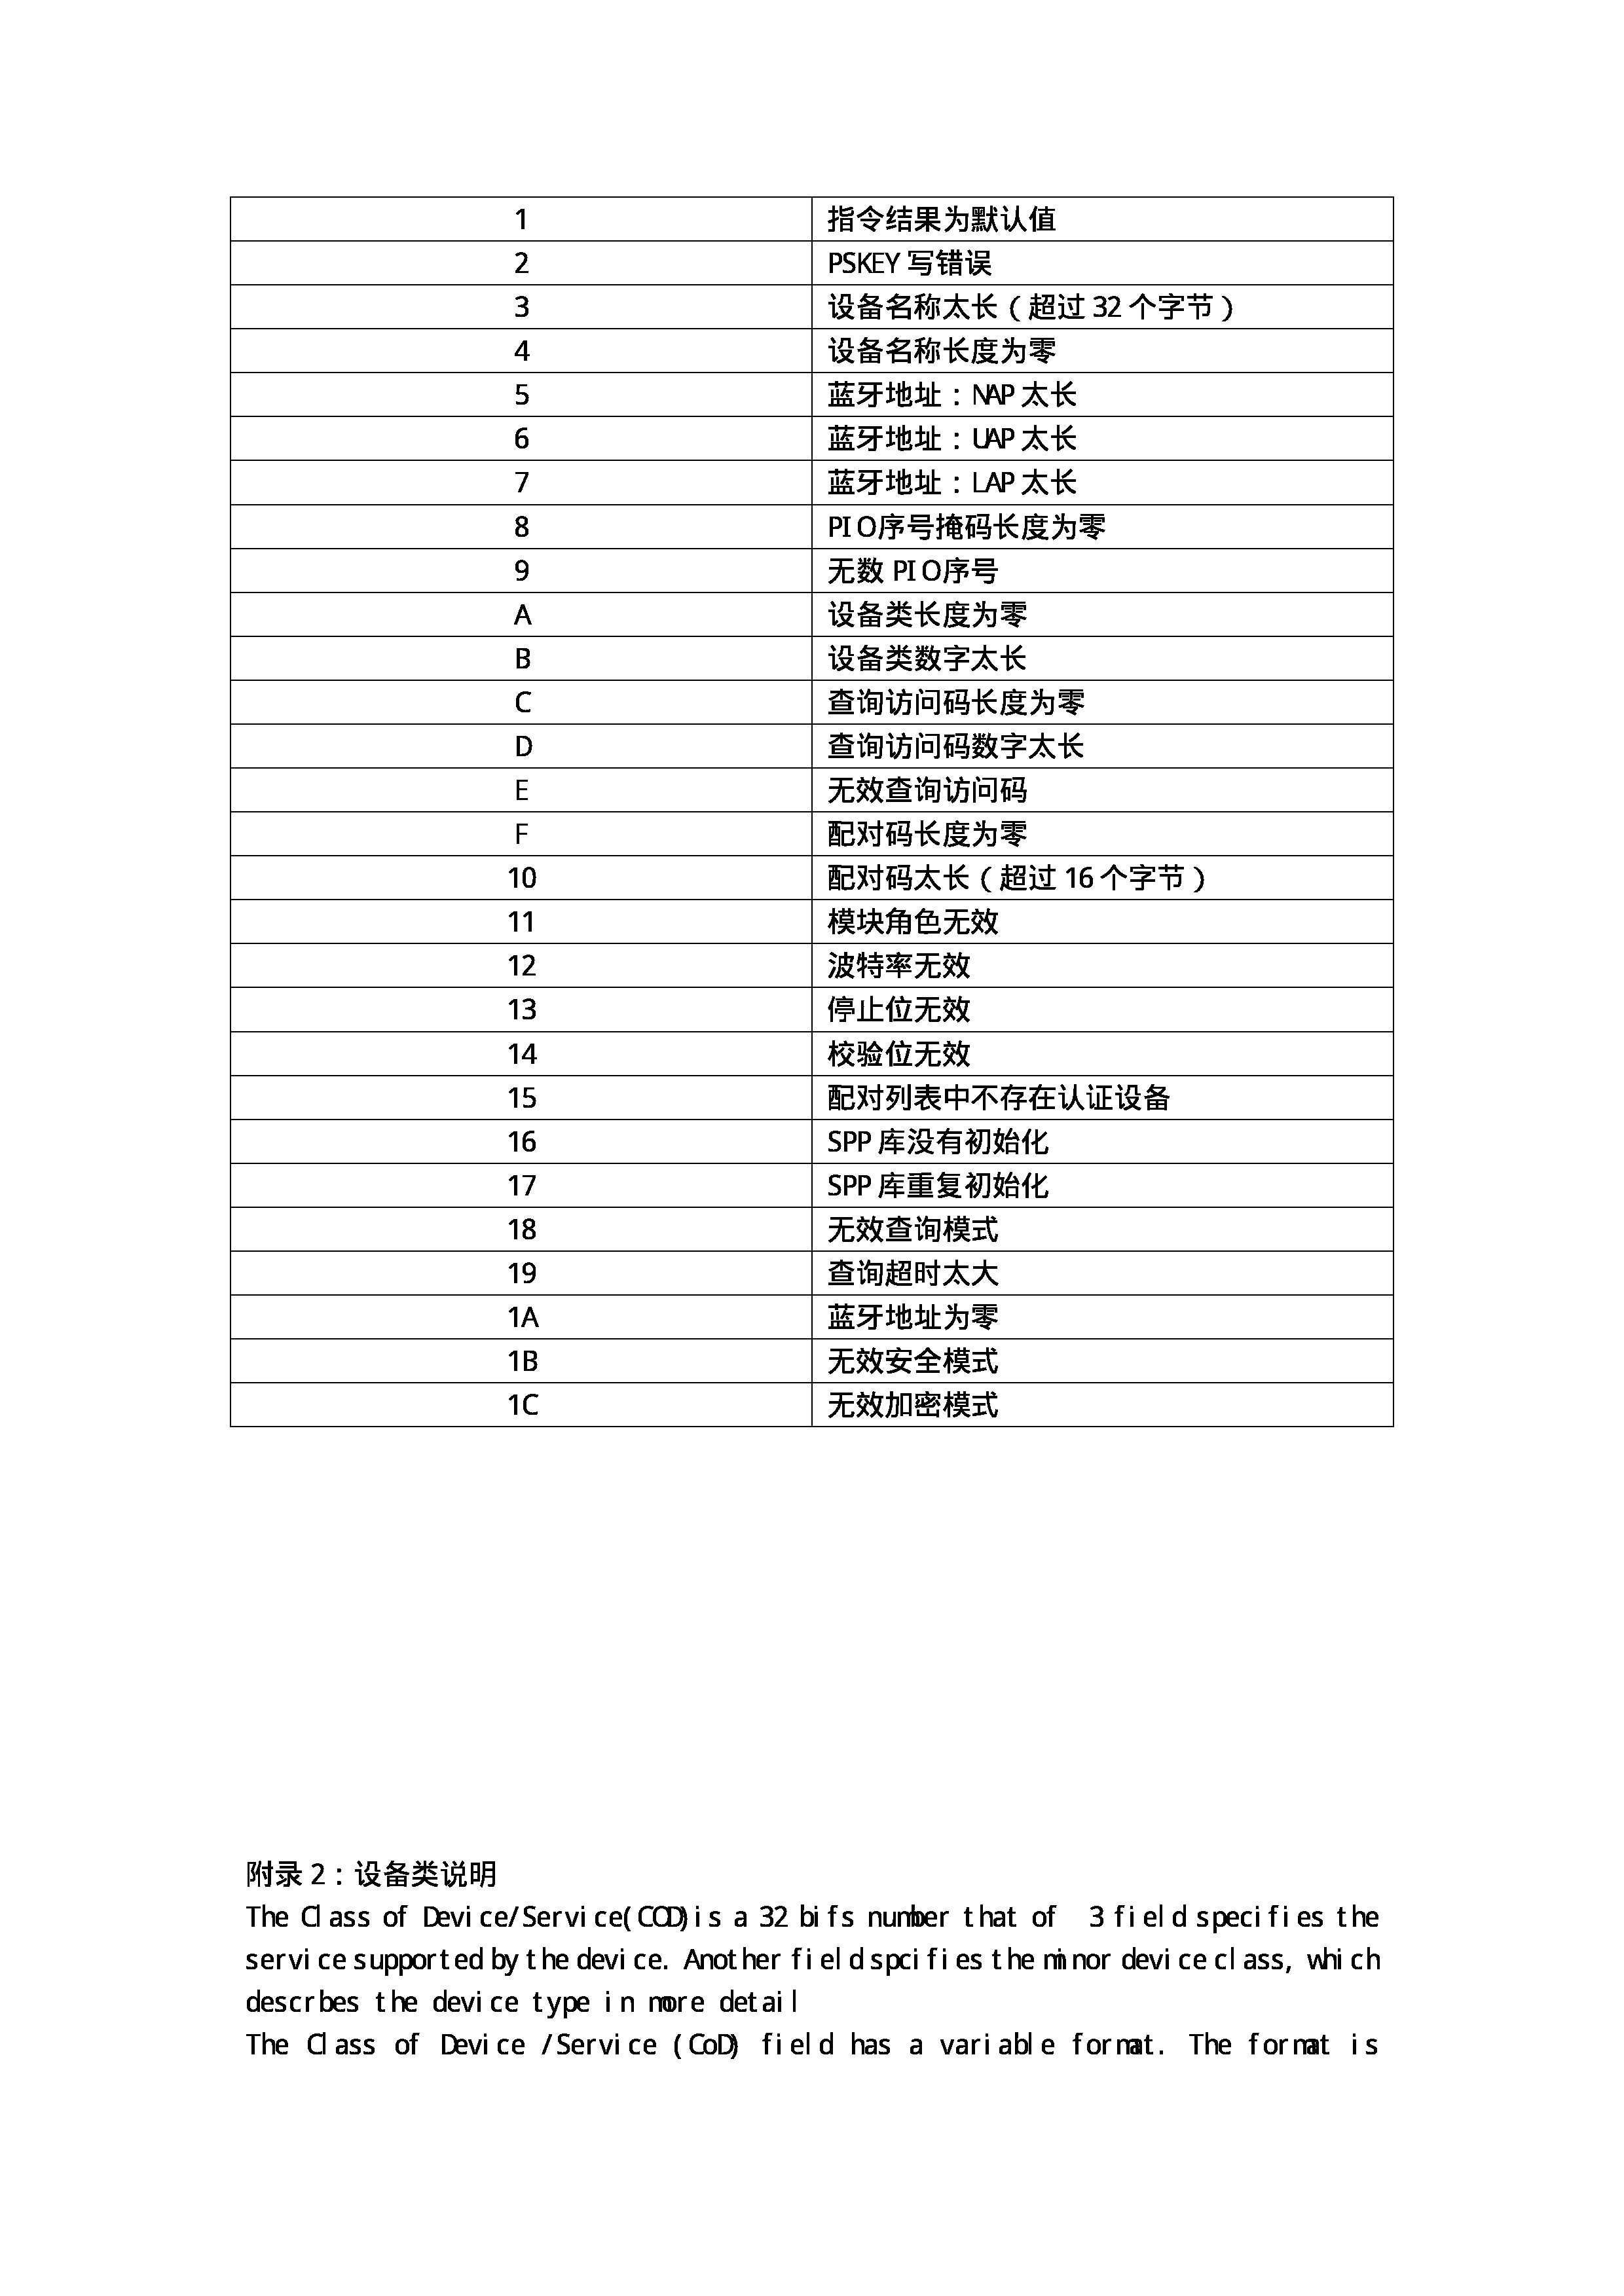 1 指令结果为默认值
2 PSKEY 写错误
3 设备名称太长（超过 32 个字节）
4 设备名称长度为零
5 蓝牙地址：NAP 太长
6 蓝牙地址：UAP 太长
7 蓝牙地址：LAP 太长
8 PIO序号掩码长度为零
9 无数 PIO序号
A 设备类长度为零
B 设备类数字太长
C 查询访问码长度为零
D 查询访问码数字太长
E 无效查询访问码
F 配对码长度为零
10 配对码太长（超过 16 个字节）
11 模块角色无效
12 波特率无效
13 停止位无效
14 校验位无效
15 配对列表中不存在认证设备
16 SPP 库没有初始化
17 SPP 库重复初始化
18 无效查询模式
19 查询超时太大
1A 蓝牙地址为零
1B 无效安全模式
1C 无效加密模式
附录 2：设备类说明
The Class of Device/Service(COD)is a 32 bifs number that of 3 field specifies the
service supported by the device. Another field spcifies the minor device class, which
descrbes the device type in more detail
The Class of Device /Service (CoD) field has a variable format. The format is